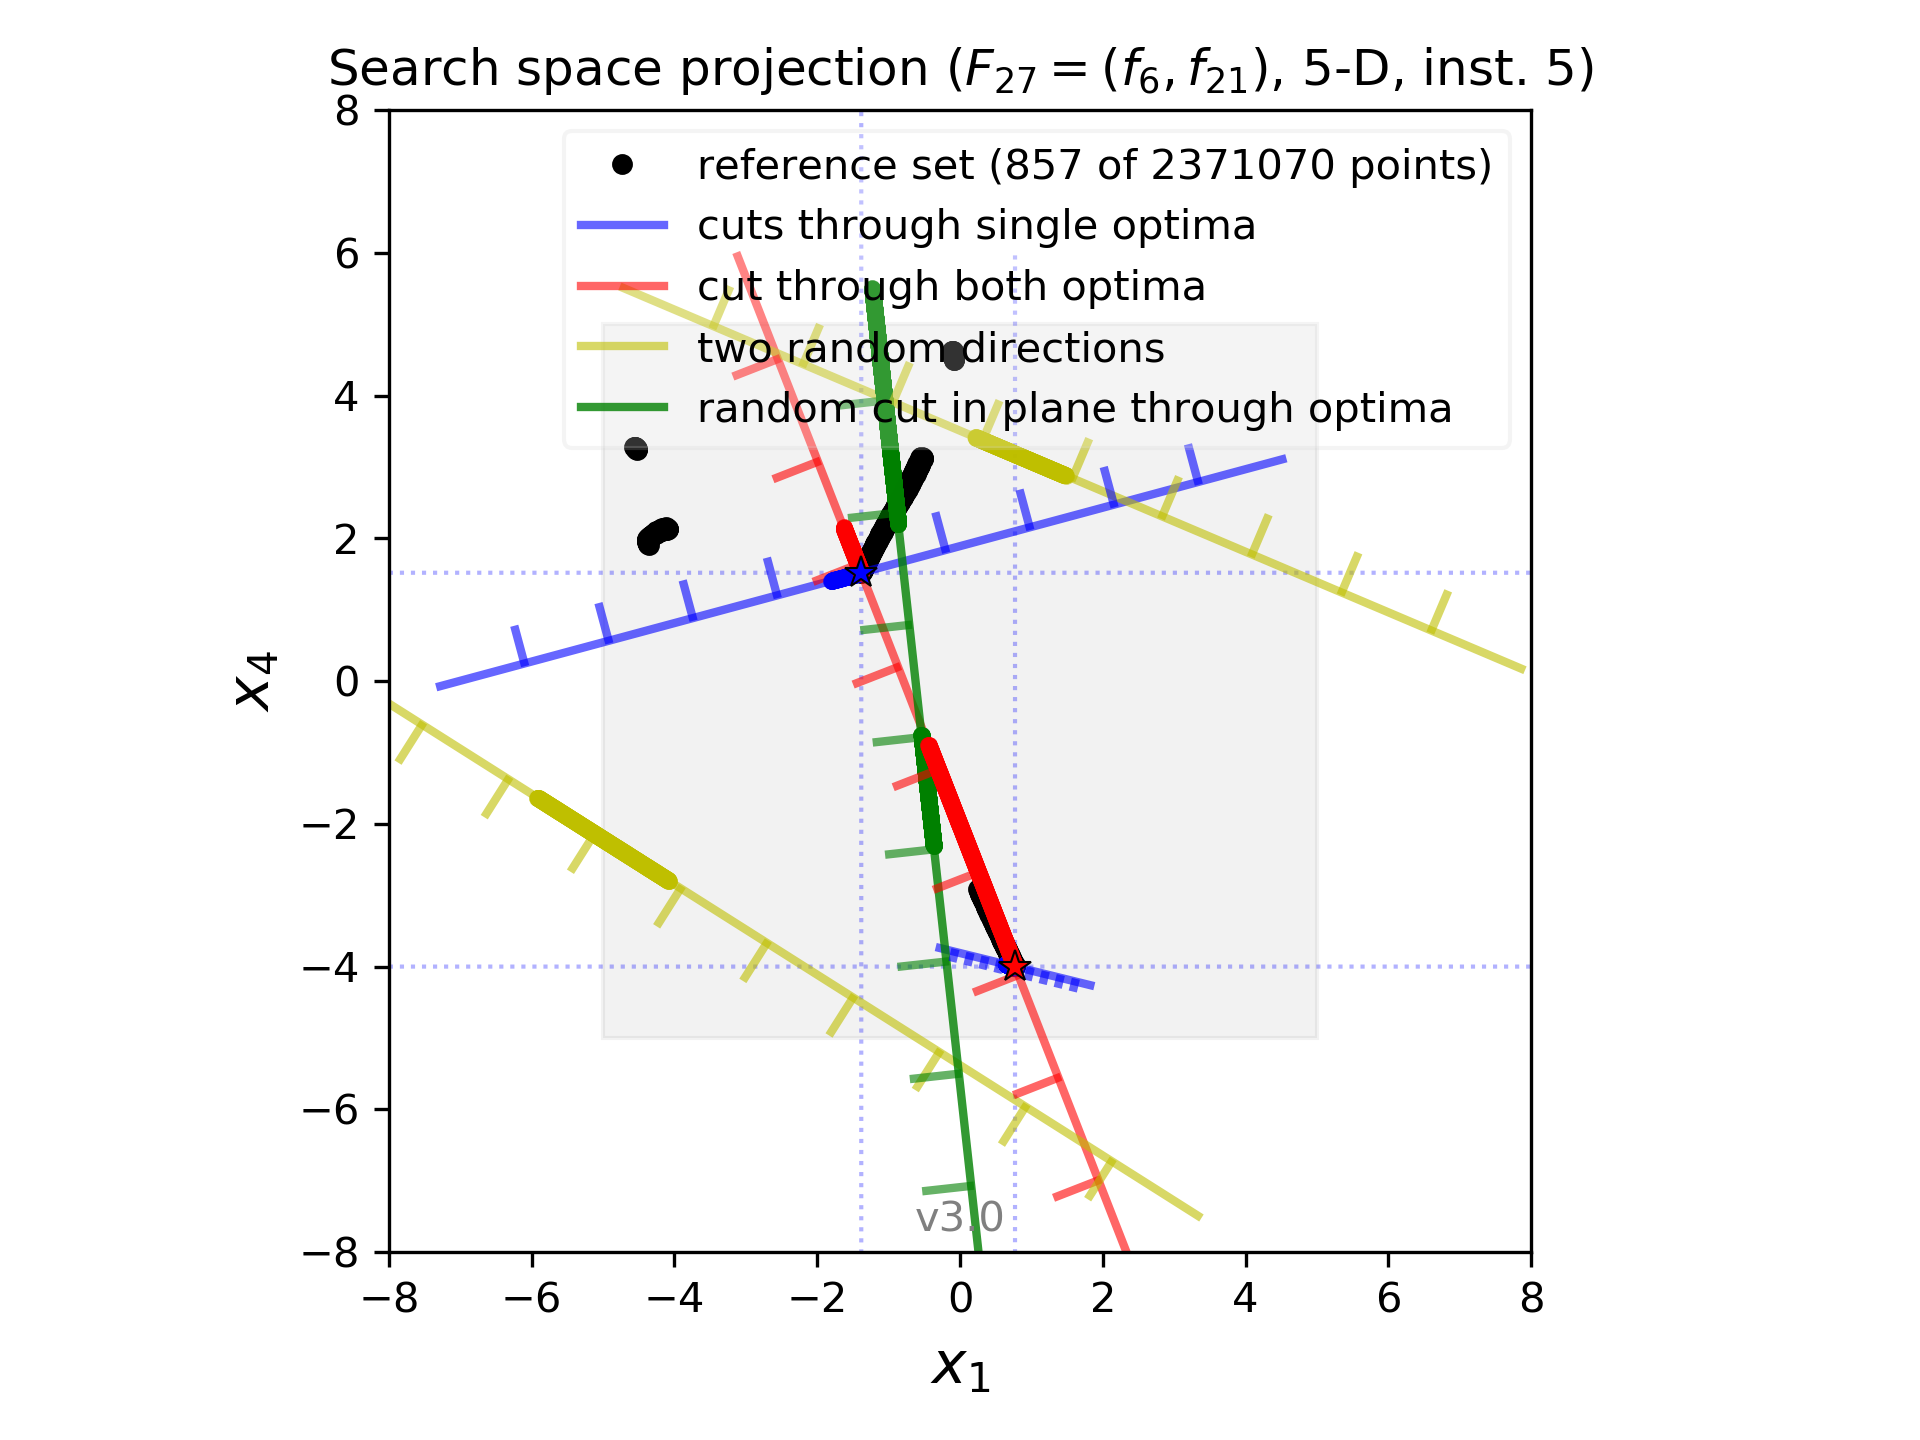 Search space projection (F₂₇ = (f₆, f₂₁), 5-D, inst. 5)
reference set (857 of 2371070 points)
cuts through single optima
cut through both optima
two random directions
random cut in plane through optima
8
6
4
2
0
−2
−4
−6
−8
x₄
v3.0
−8 −6 −4 −2 0 2 4 6 8
x₁